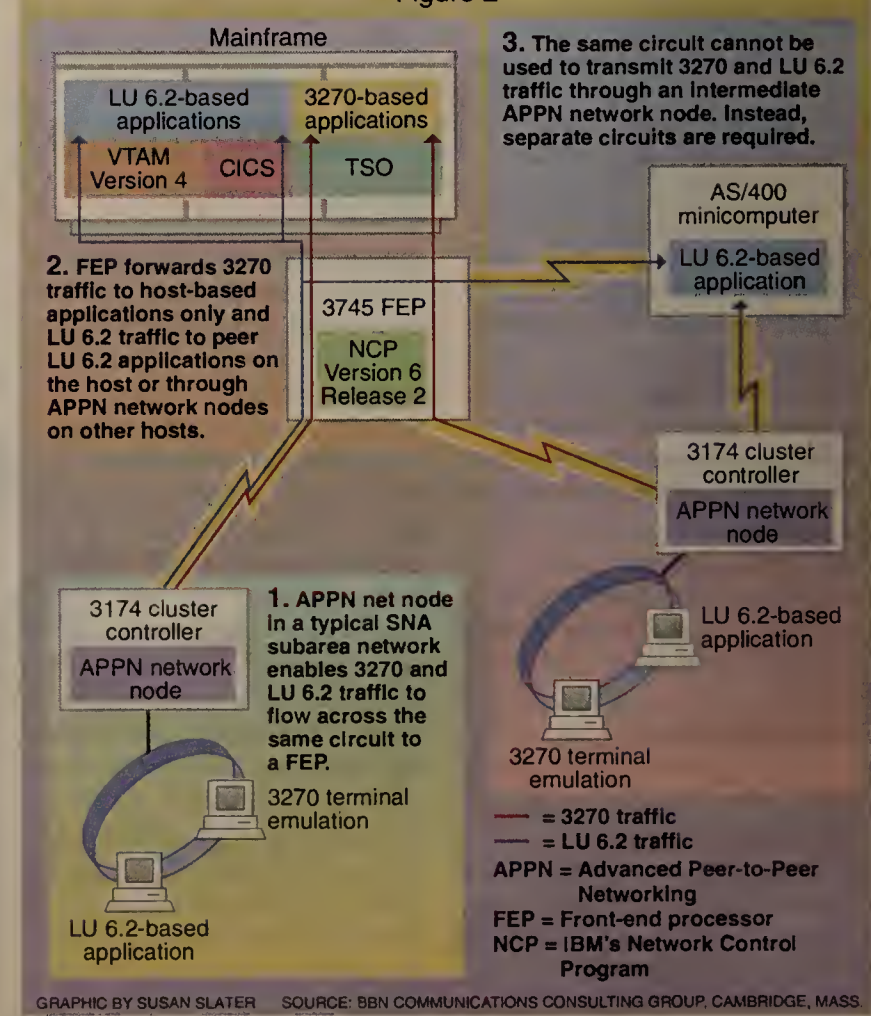 Mainframe
LU 6.2-based
applications
3270-based
applications
VTAM
Version 4
CICS
TSO
3. The same circuit cannot be
used to transmit 3270 and LU 6.2
traffic through an intermediate
APPN network node. Instead,
separate circuits are required.
AS/400
minicomputer
LU 6.2-based
application
2. FEP forwards 3270
traffic to host-based
applications only and
LU 6.2 traffic to peer
LU 6.2 applications on
the host or through
APPN network nodes
on other hosts.
3745 FEP
NCP
Version 6
Release 2
3174 cluster
controller
APPN network
node
LU 6.2-based
application
3270 terminal
emulation
3174 cluster
controller
APPN network
node
1. APPN net node
in a typical SNA
subarea network
enables 3270 and
LU 6.2 traffic to
flow across the
same circuit to
a FEP.
3270 terminal
emulation
LU 6.2-based
application
= 3270 traffic
= LU 6.2 traffic
APPN = Advanced Peer-to-Peer
Networking
FEP = Front-end processor
NCP = IBM's Network Control
Program
GRAPHIC BY SUSAN SLATER SOURCE: BBN COMMUNICATIONS CONSULTING GROUP, CAMBRIDGE, MASS.